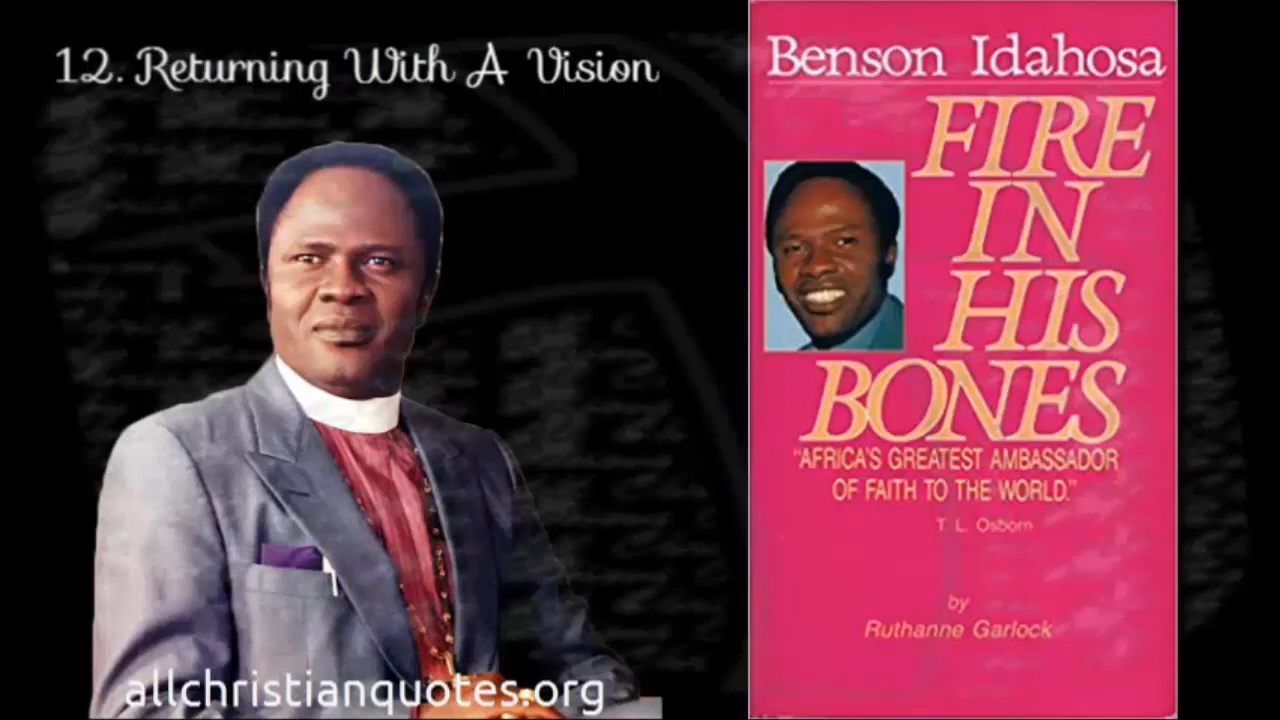 12. Returning With A Vision
allchristianquotes.org
Benson Idahosa
FIRE
IN
HIS
BONES
"AFRICA'S GREATEST AMBASSADOR
OF FAITH TO THE WORLD."
T. L. Osborn
by
Ruthanne Garlock